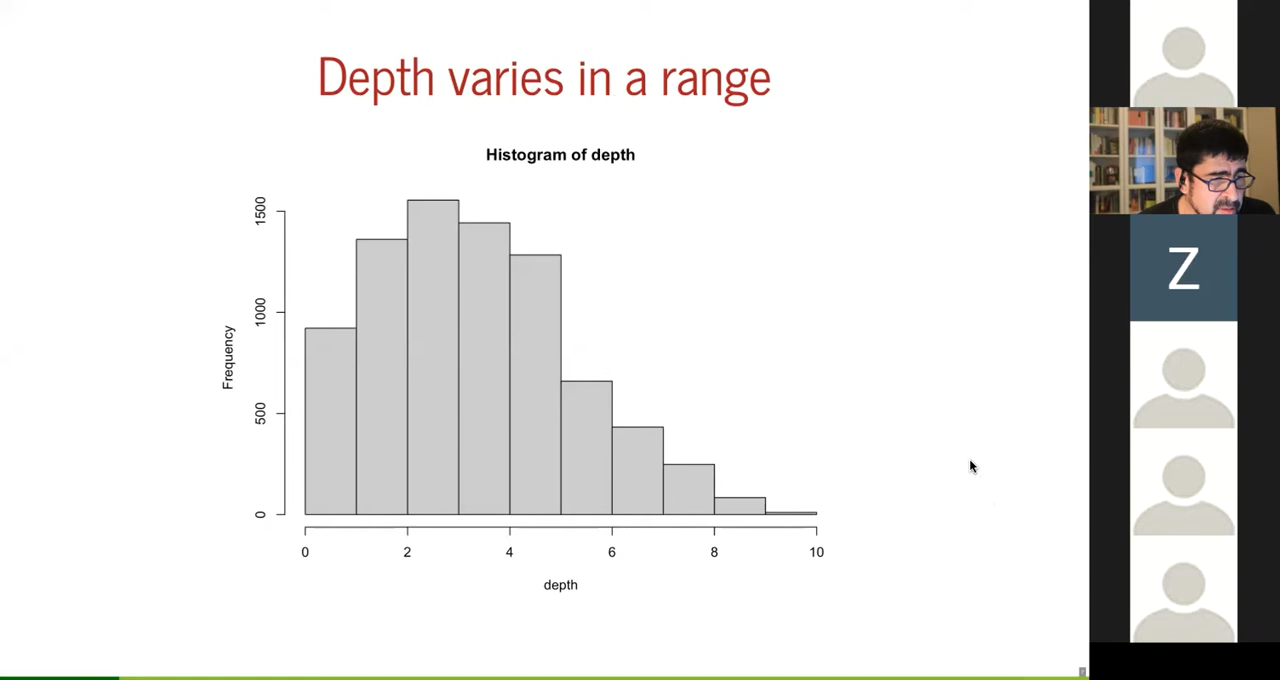 Depth varies in a range
Histogram of depth
Frequency
1500
1000
500
0
0 2 4 6 8 10
depth
Z